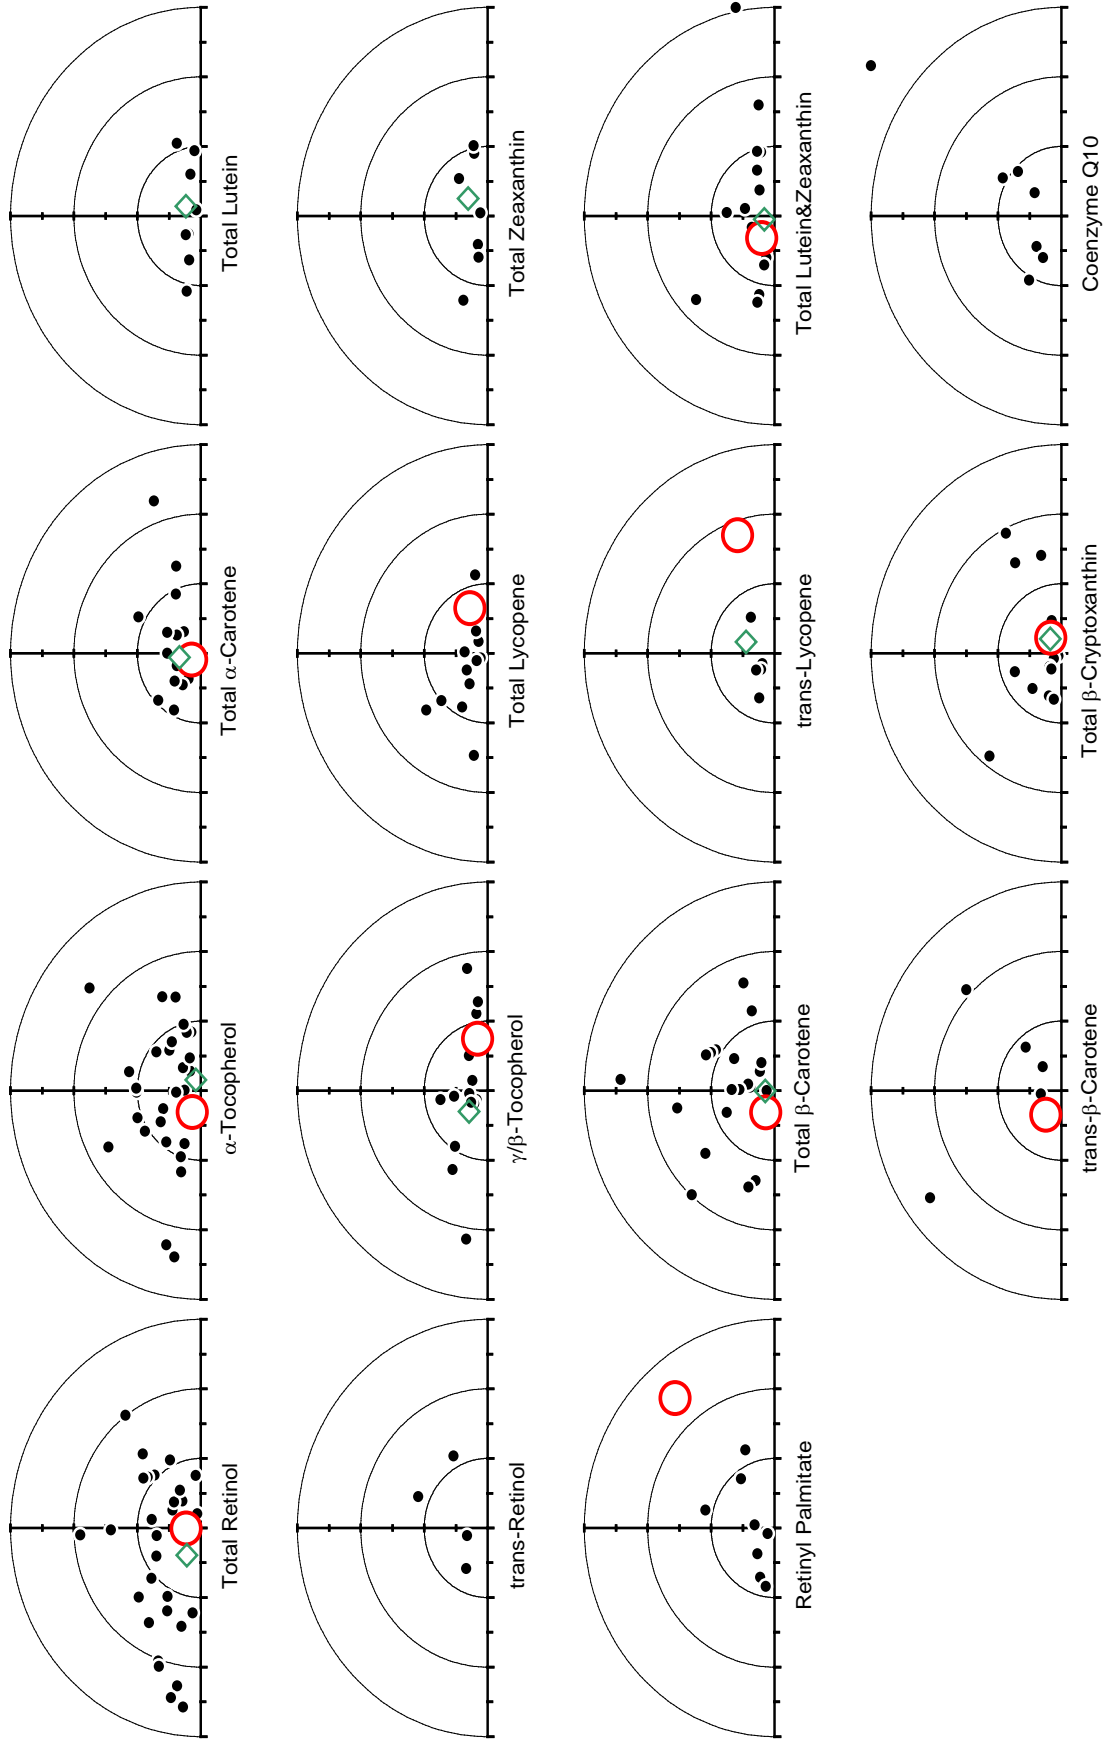 Total Retinol
α-Tocopherol
Total α-Carotene
Total Lutein
trans-Retinol
γ/β-Tocopherol
Total Lycopene
Total Zeaxanthin
Retinyl Palmitate
Total β-Carotene
trans-Lycopene
Total Lutein&Zeaxanthin
trans-β-Carotene
Total β-Cryptoxanthin
Coenzyme Q10